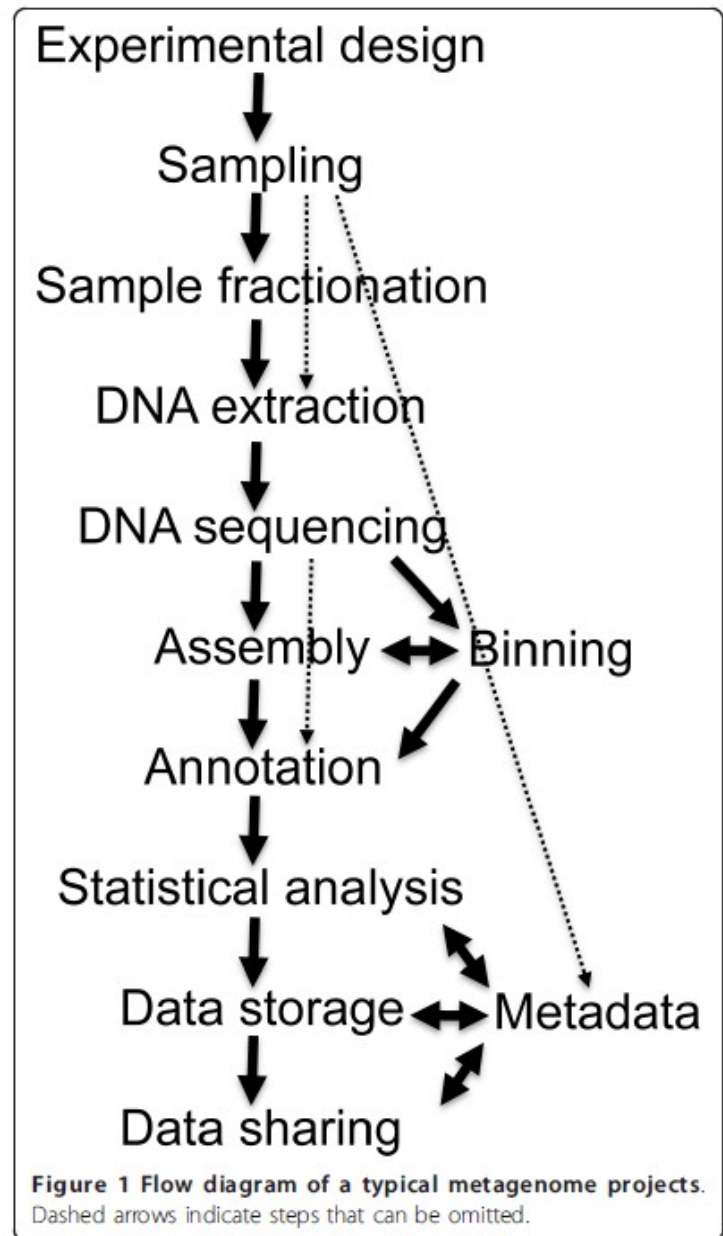 Experimental design
Sampling
Sample fractionation
DNA extraction
DNA sequencing
Assembly Binning
Annotation
Statistical analysis
Data storage Metadata
Data sharing
Figure 1 Flow diagram of a typical metagenome projects.
Dashed arrows indicate steps that can be omitted.